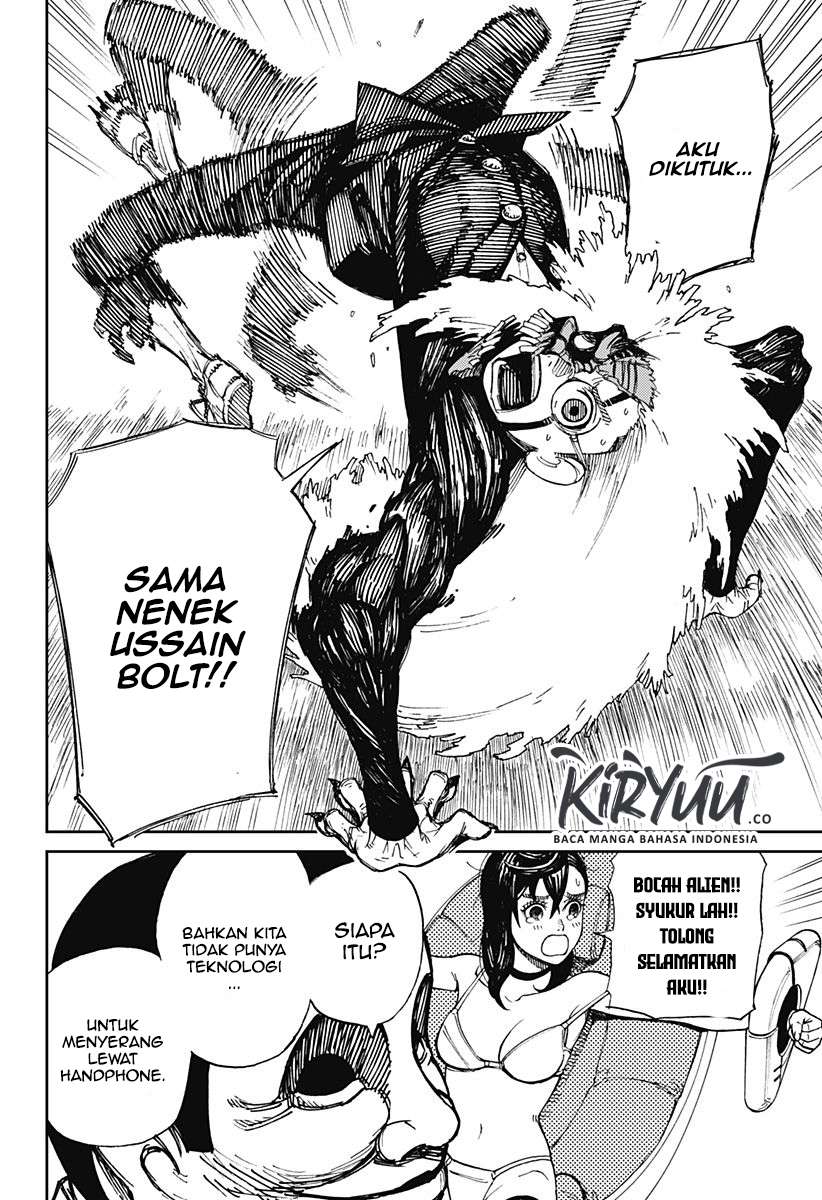 AKU
DIKUTUK...
SAMA
NENEK
USSAIN
BOLT!!
KIRYUU.CO
BACA MANGA BAHASA INDONESIA
BOCAH ALIEN!!
SYUKUR LAH!!
TOLONG
SELAMATKAN
AKU!!
SIAPA
ITU?
BAHKAN KITA
TIDAK PUNYA
TEKNOLOGI
...
UNTUK
MENYERANG
LEWAT
HANDPHONE.